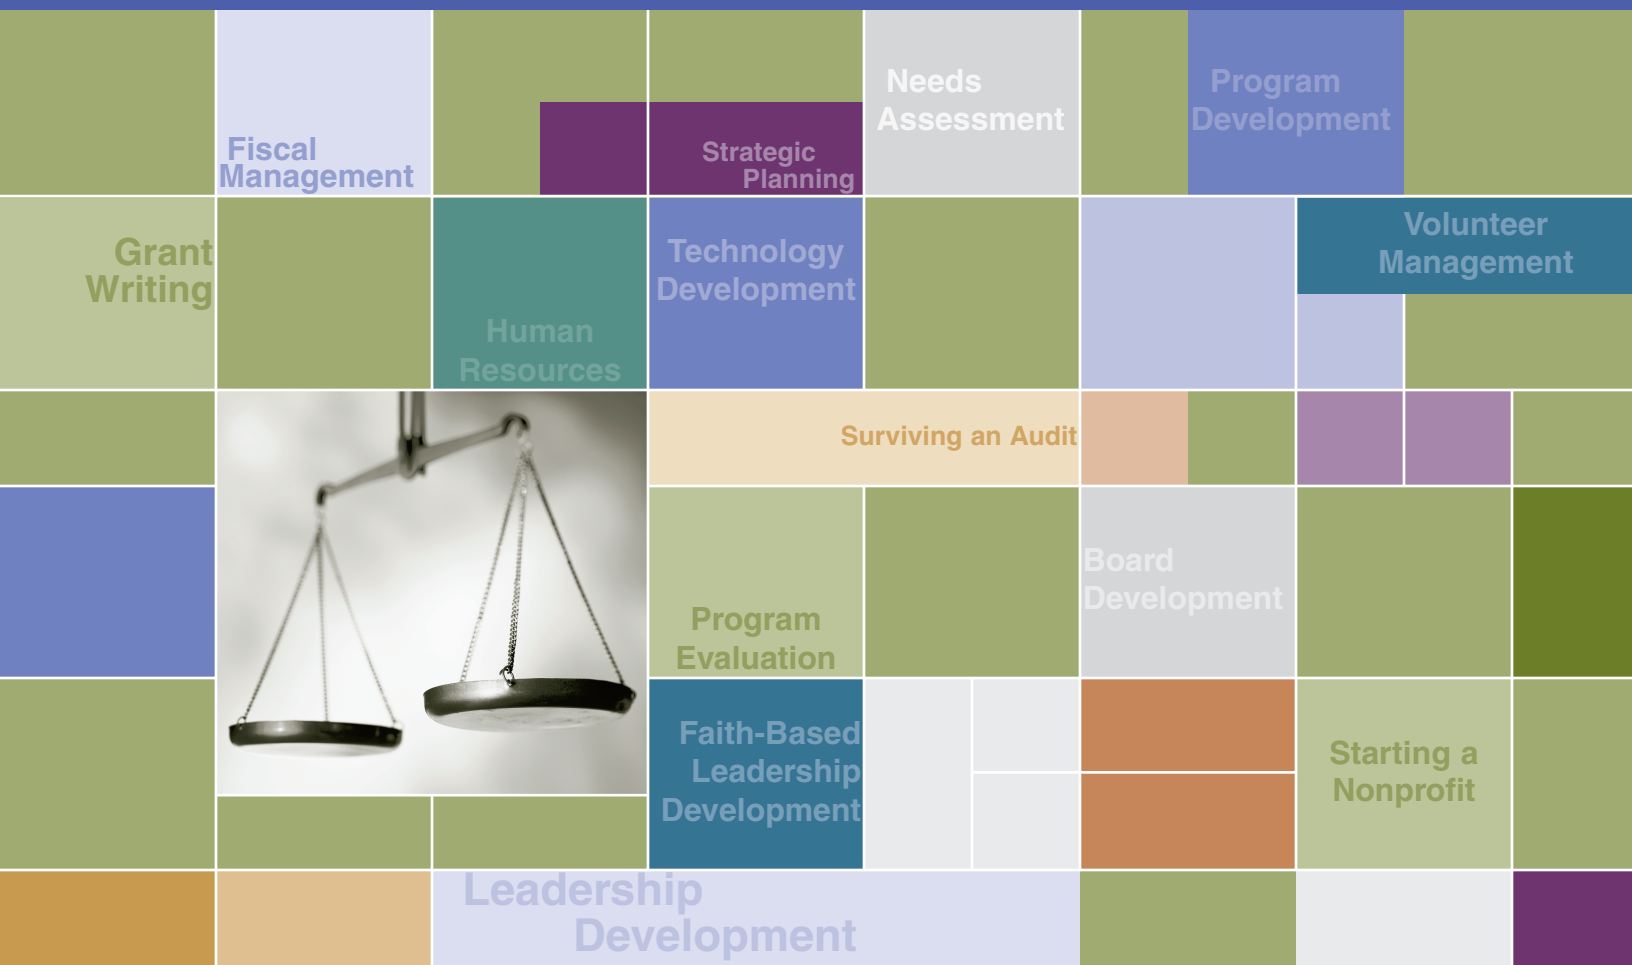 Needs
Assessment
Program
Development
Fiscal
Management
Strategic
Planning
Grant
Writing
Human
Resources
Technology
Development
Volunteer
Management
Surviving an Audit
Program
Evaluation
Board
Development
Faith-Based
Leadership
Development
Starting a
Nonprofit
Leadership
Development